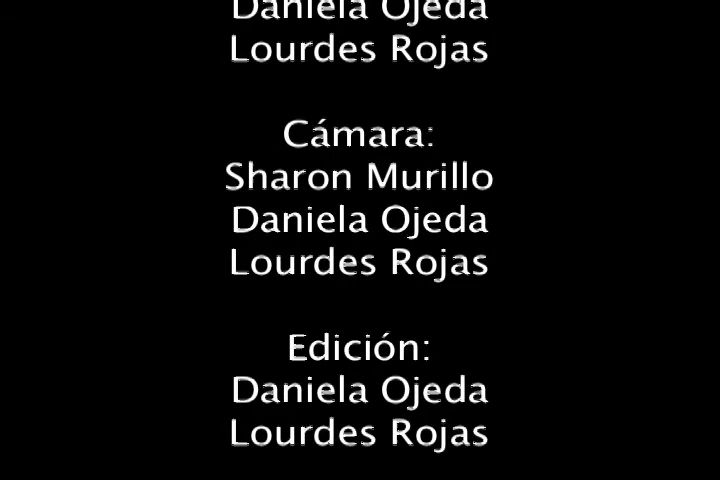 Daniela Ojeda
Lourdes Rojas
Cámara:
Sharon Murillo
Daniela Ojeda
Lourdes Rojas
Edición:
Daniela Ojeda
Lourdes Rojas